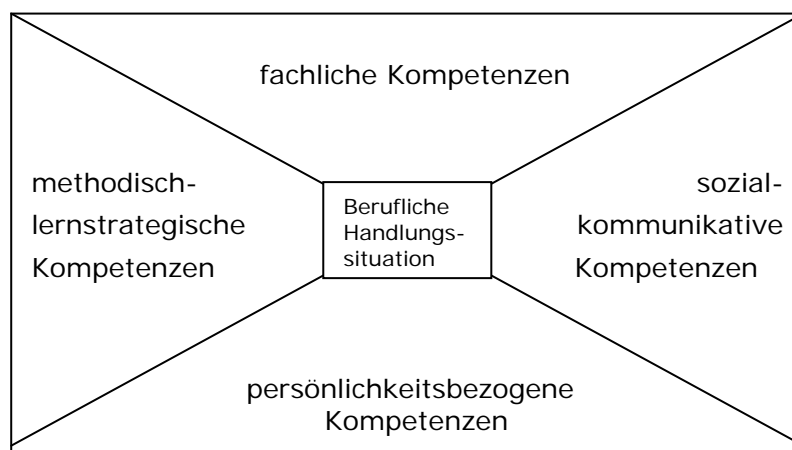 fachliche Kompetenzen
methodisch-
lernstrategische
Kompetenzen
Berufliche
Handlungs-
situation
sozial-
kommunikative
Kompetenzen
persönlichkeitsbezogene
Kompetenzen